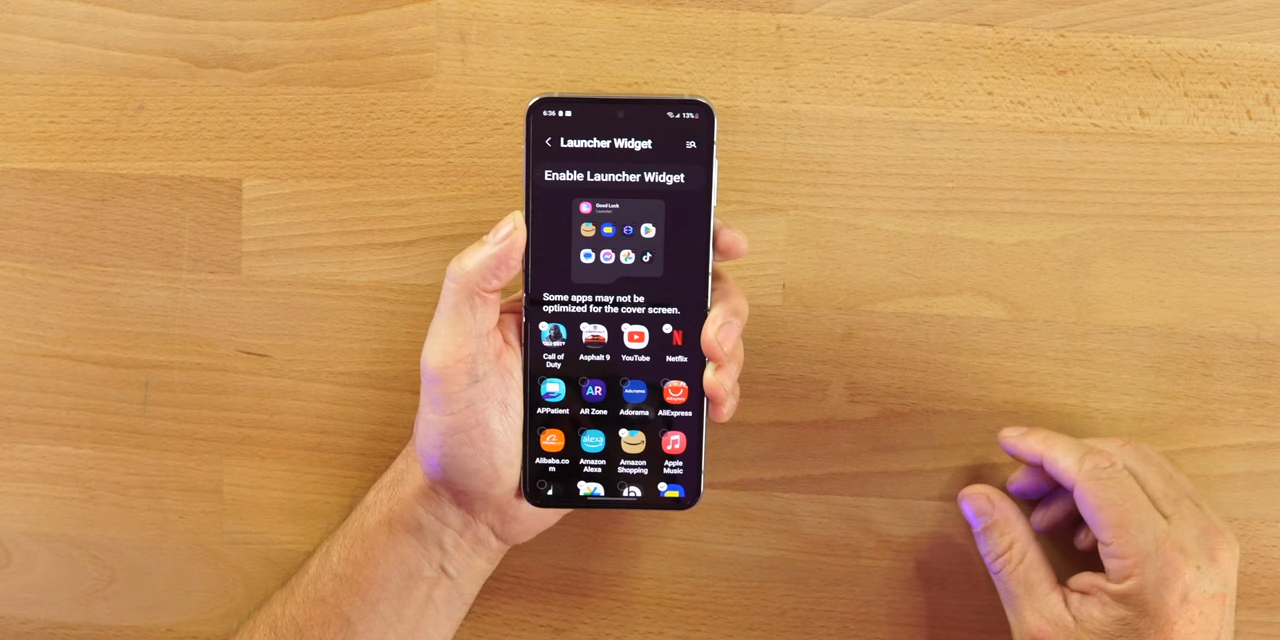 6:36
13%
Launcher Widget
Enable Launcher Widget
Good Lock
Launcher
Some apps may not be
optimized for the cover screen.
Call of
Duty
Asphalt 9
YouTube
Netflix
AR
Adorama
APPatient
AR Zone
Adorama
AliExpress
alexa
Alibaba.co
m
Amazon
Alexa
Amazon
Shopping
Apple
Music